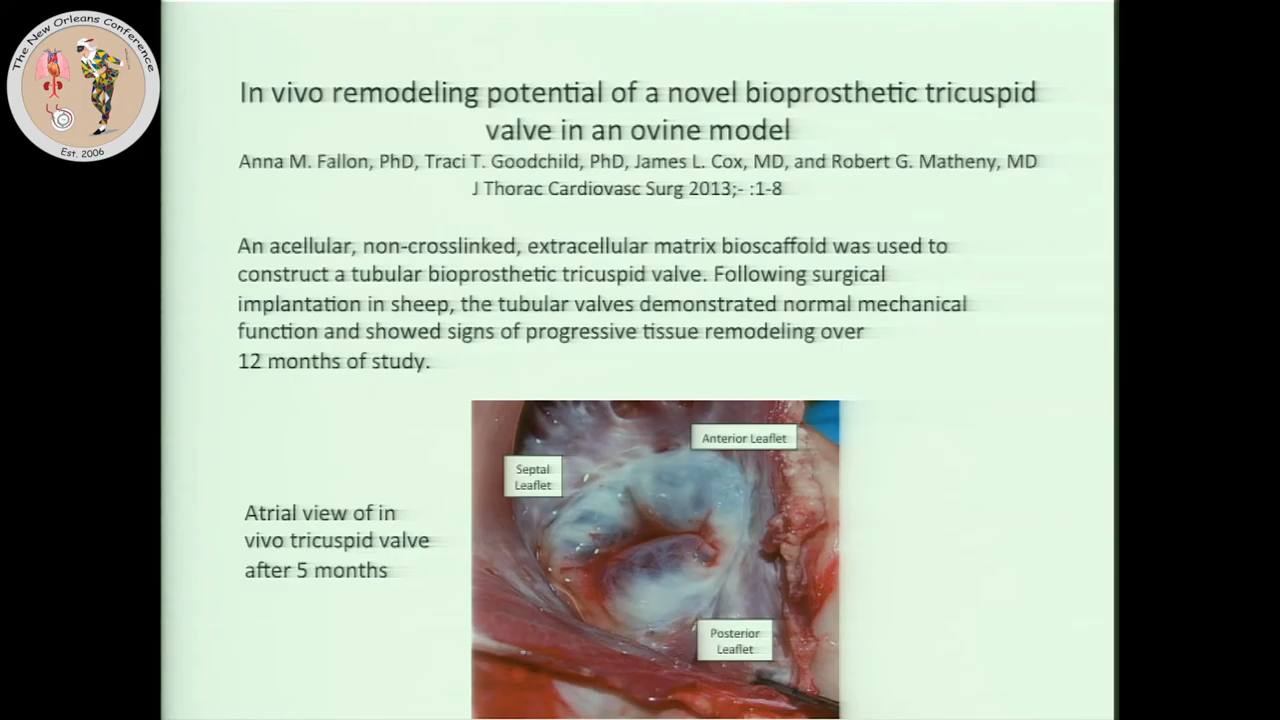 The New Orleans Conference
Est. 2006
In vivo remodeling potential of a novel bioprosthetic tricuspid
valve in an ovine model
Anna M. Fallon, PhD, Traci T. Goodchild, PhD, James L. Cox, MD, and Robert G. Matheny, MD
J Thorac Cardiovasc Surg 2013;- :1-8
An acellular, non-crosslinked, extracellular matrix bioscaffold was used to
construct a tubular bioprosthetic tricuspid valve. Following surgical
implantation in sheep, the tubular valves demonstrated normal mechanical
function and showed signs of progressive tissue remodeling over
12 months of study.
Anterior Leaflet
Septal
Leaflet
Atrial view of in
vivo tricuspid valve
after 5 months
Posterior
Leaflet